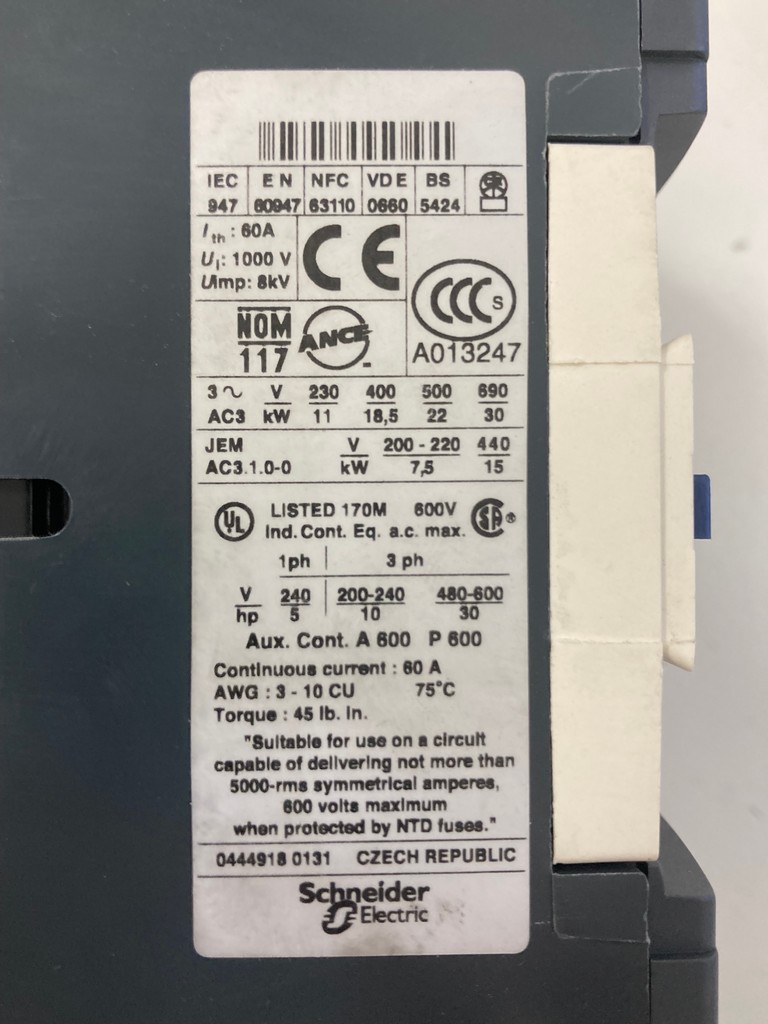 IEC EN NFC VDE BS
947 60947 63110 0660 5424
Ith : 60A
Ui: 1000 V
Uimp: 8kV
CE
CCC S
A013247
NOM
117
ANCE
3~ V 230 400 500 690
AC3 kW 11 18,5 22 30
JEM V 200 - 220 440
AC3.1.0-0 kW 7,5 15
UL LISTED 170M 600V SA®
Ind. Cont. Eq. a.c. max.
1ph 3 ph
V 240 200-240 480-600
hp 5 10 30
Aux. Cont. A 600 P 600
Continuous current : 60 A
AWG : 3 - 10 CU 75°C
Torque : 45 lb. in.
"Suitable for use on a circuit
capable of delivering not more than
5000-rms symmetrical amperes,
600 volts maximum
when protected by NTD fuses."
0444918 0131 CZECH REPUBLIC
Schneider
Electric